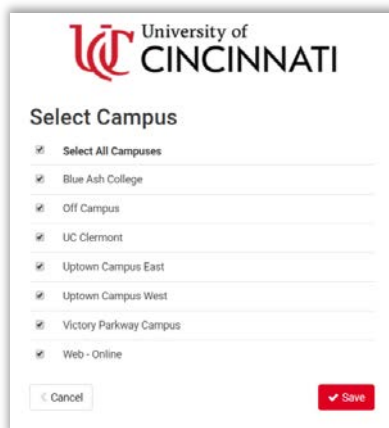 University of
CINCINNATI
Select Campus
Select All Campuses
Blue Ash College
Off Campus
UC Clermont
Uptown Campus East
Uptown Campus West
Victory Parkway Campus
Web - Online
Cancel
Save